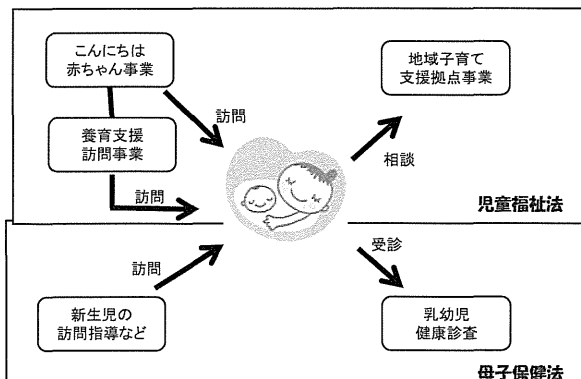 こんにちは
赤ちゃん事業
訪問
地域子育て
支援拠点事業
養育支援
訪問事業
訪問
相談
児童福祉法
訪問
受診
新生児の
訪問指導など
乳幼児
健康診査
母子保健法